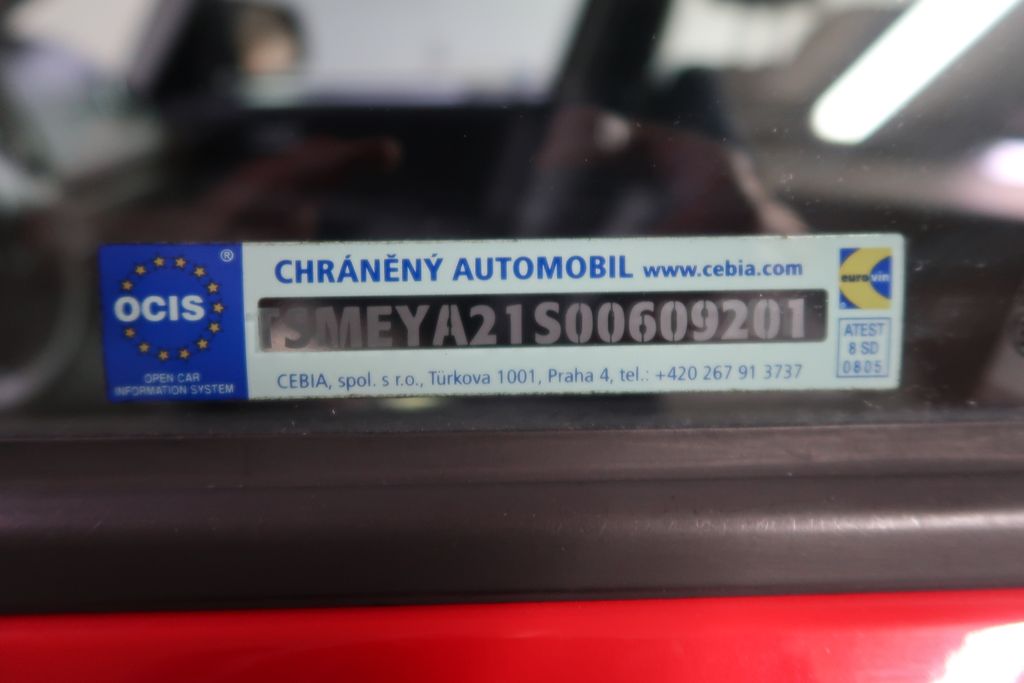 OCIS ®
OPEN CAR
INFORMATION SYSTEM
CHRÁNĚNÝ AUTOMOBIL www.cebia.com
TSMEYA21S00609201
CEBIA, spol. s r.o., Türkova 1001, Praha 4, tel.: +420 267 91 3737
eurovin
ATEST
8 SD
0805